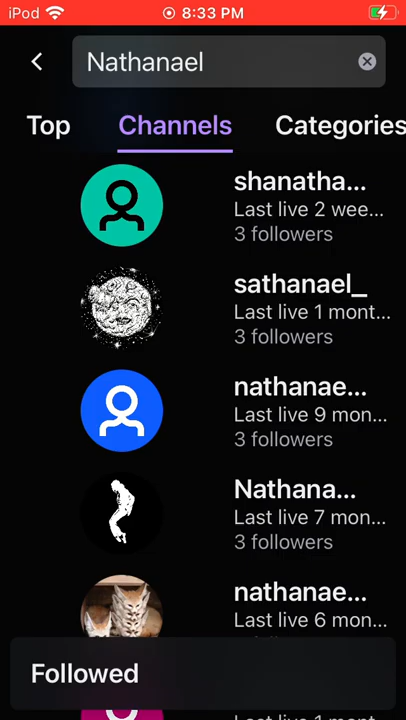 iPod 8:33 PM
Nathanael
Top Channels Categories
shanatha...
Last live 2 wee...
3 followers
sathanael_
Last live 1 mont...
3 followers
nathanae...
Last live 9 mon...
3 followers
Nathana...
Last live 7 mon...
3 followers
nathanae...
Last live 6 mon...
Followed